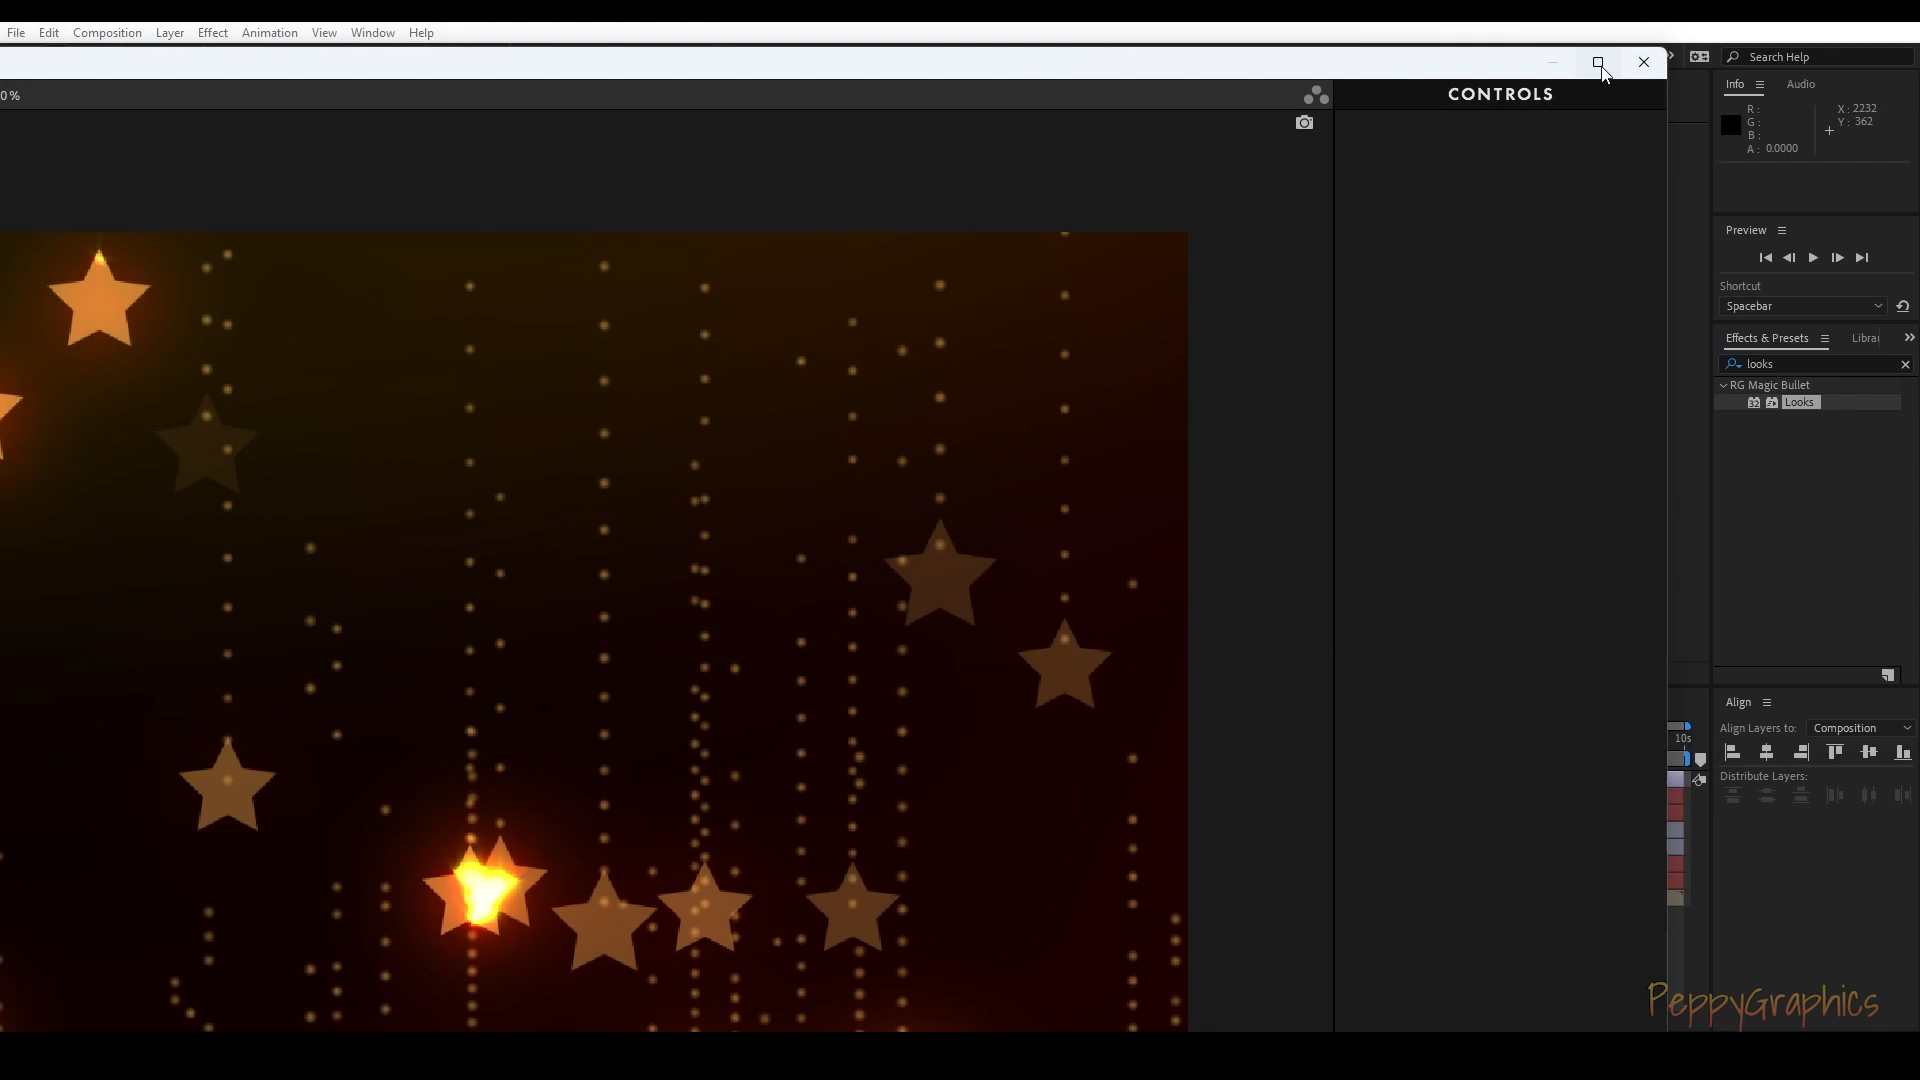 File Edit Composition Layer Effect Animation View Window Help
Search Help
0%
CONTROLS
Info Audio
R :
G :
B :
A : 0.0000
X : 2232
Y : 362
Preview
Shortcut
Spacebar
Effects & Presets Librai
looks
RG Magic Bullet
32 Looks
Align
Align Layers to: Composition
10s
Distribute Layers:
PeppyGraphics